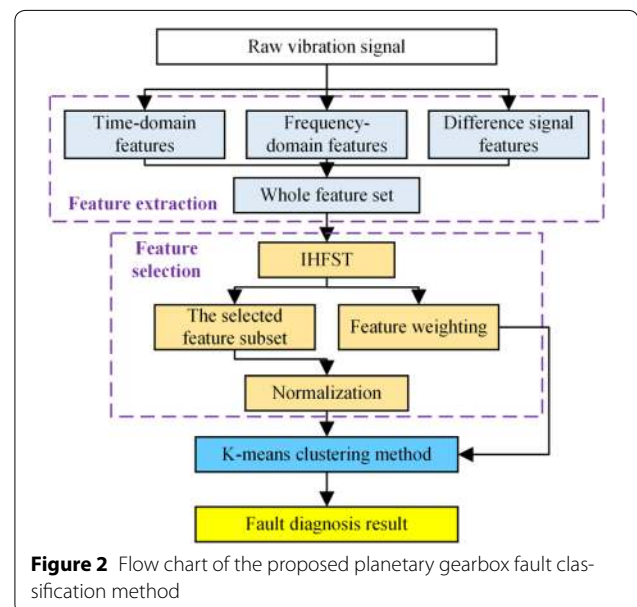 Raw vibration signal
Time-domain
features
Frequency-
domain features
Difference signal
features
Whole feature set
Feature extraction
Feature
selection
IHFST
The selected
feature subset
Feature weighting
Normalization
K-means clustering method
Fault diagnosis result
Figure 2 Flow chart of the proposed planetary gearbox fault clas-
sification method